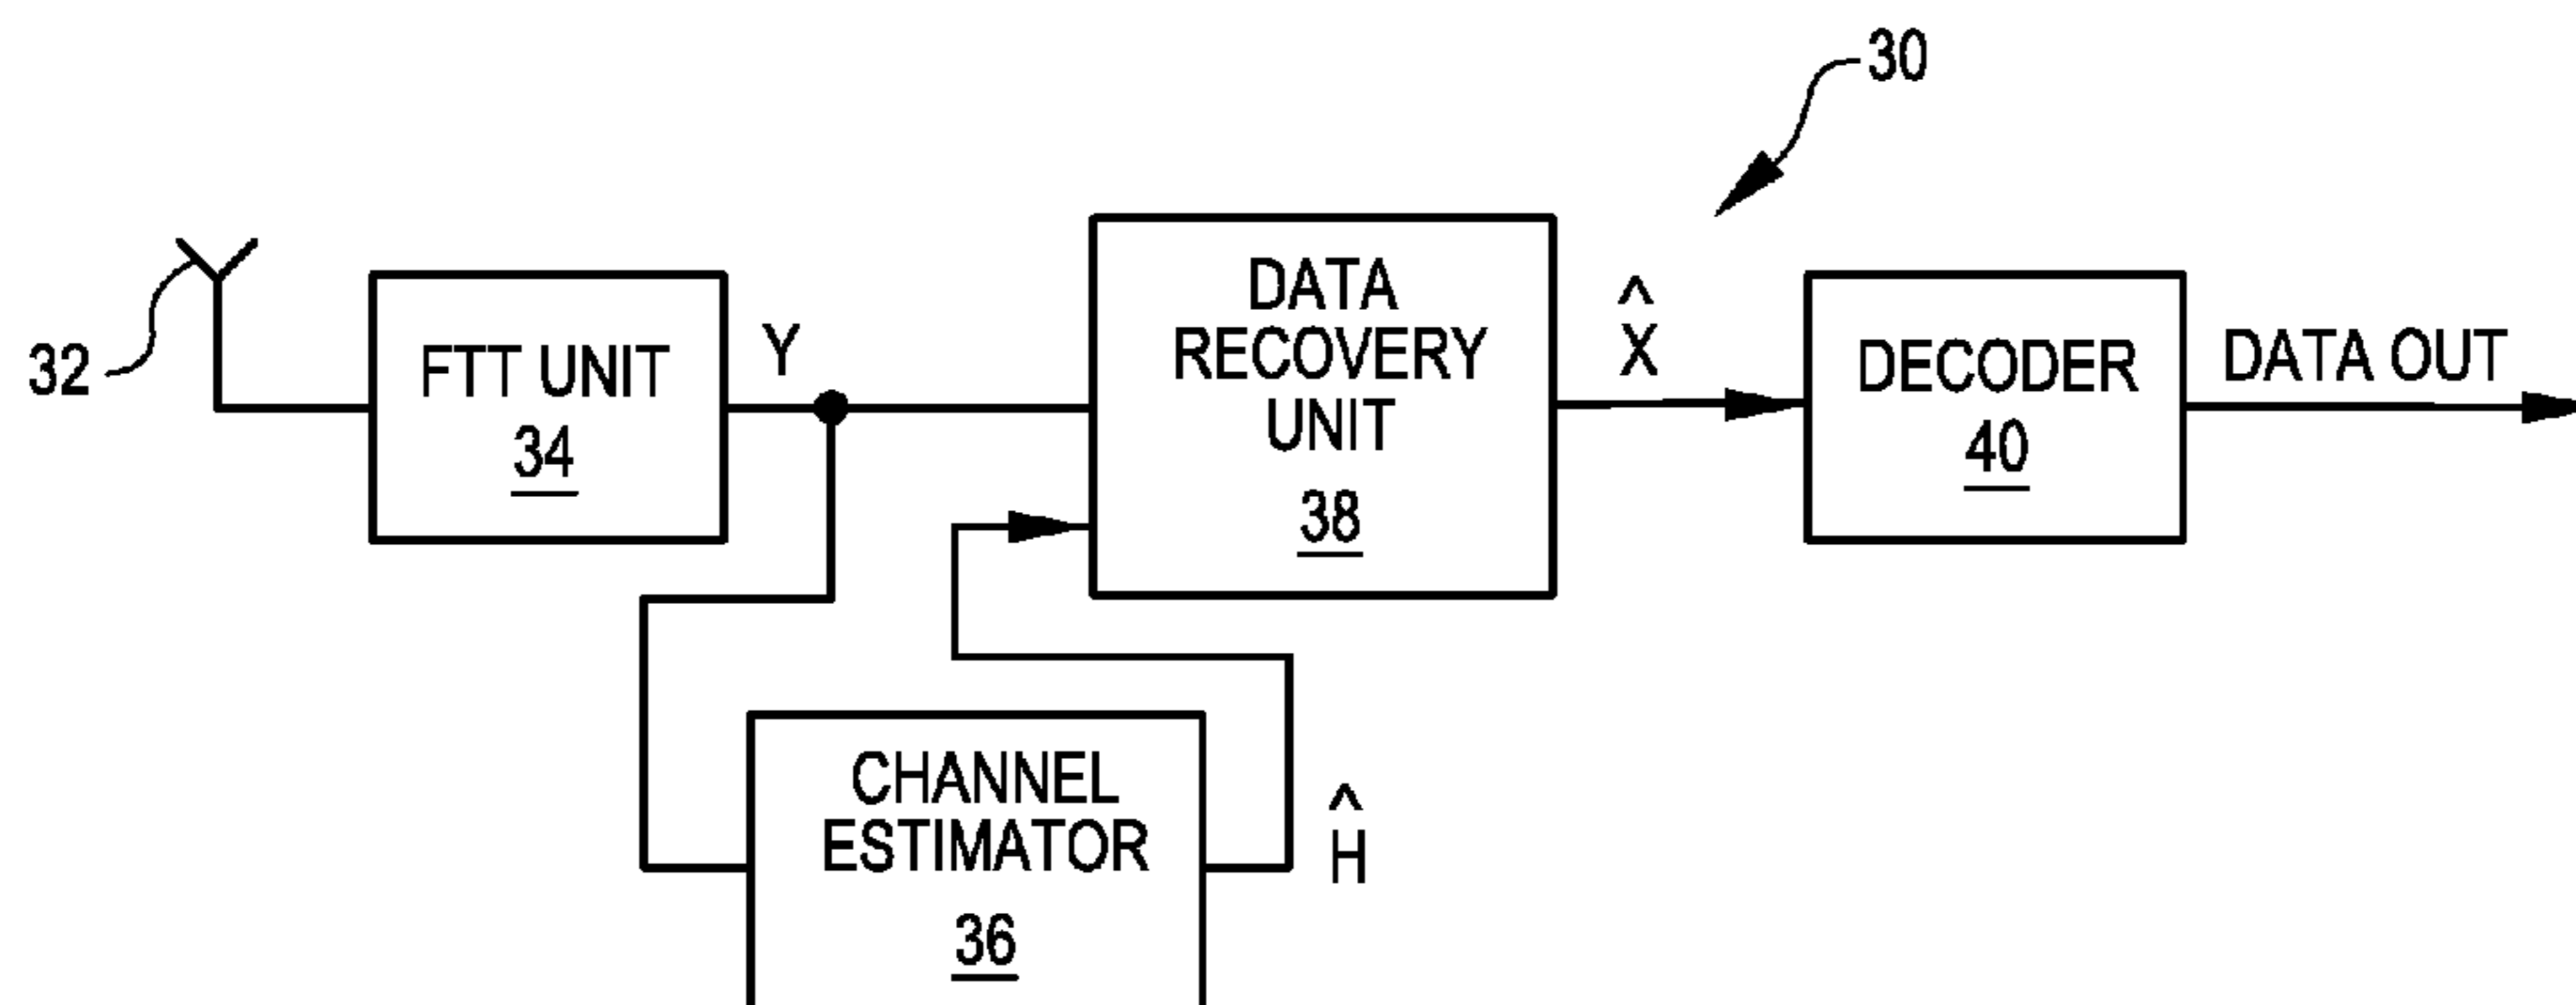 30
32
FTT UNIT
34
Y
DATA
RECOVERY
UNIT
38
X̂
DECODER
40
DATA OUT
CHANNEL
ESTIMATOR
36
Ĥ